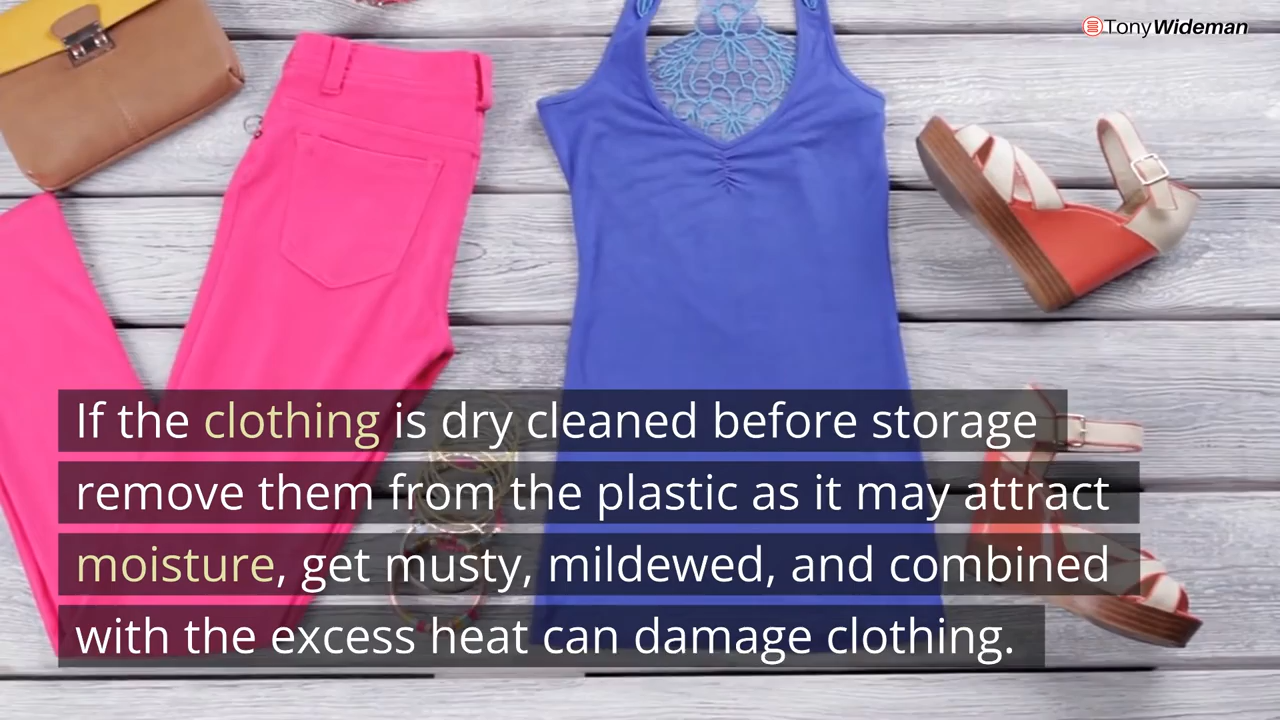 TonyWideman
If the clothing is dry cleaned before storage
remove them from the plastic as it may attract
moisture, get musty, mildewed, and combined
with the excess heat can damage clothing.